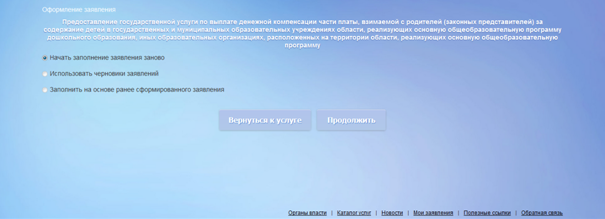 Оформление заявления
Предоставление государственной услуги по выплате денежной компенсации части платы, взимаемой с родителей (законных представителей) за
содержание детей в государственных и муниципальных образовательных учреждениях области, реализующих основную общеобразовательную программу
дошкольного образования, иных образовательных организациях, расположенных на территории области, реализующих основную общеобразовательную
программу
Начать заполнение заявления заново
Использовать черновики заявлений
Заполнить на основе ранее сформированного заявления
Вернуться к услуге Продолжить
Органы власти | Каталог услуг | Новости | Мои заявления | Полезные ссылки | Обратная связь